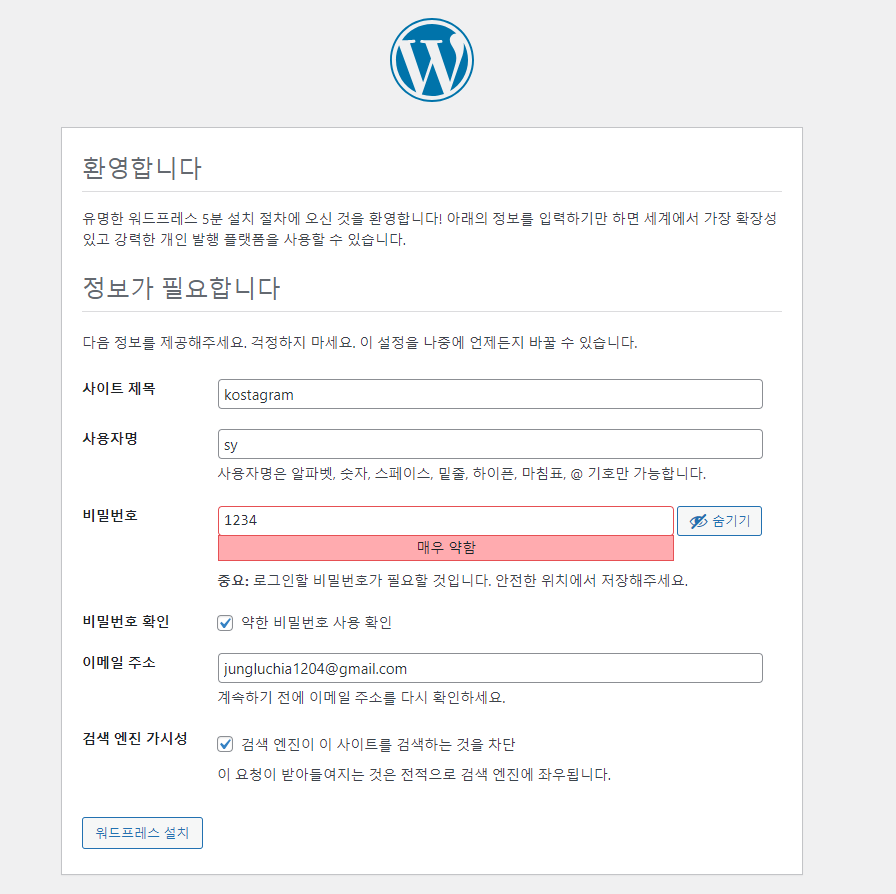 환영합니다
유명한 워드프레스 5분 설치 절차에 오신 것을 환영합니다! 아래의 정보를 입력하기만 하면 세계에서 가장 확장성
있고 강력한 개인 발행 플랫폼을 사용할 수 있습니다.
정보가 필요합니다
다음 정보를 제공해주세요. 걱정하지 마세요. 이 설정을 나중에 언제든지 바꿀 수 있습니다.
사이트 제목
kostagram
사용자명
sy
사용자명은 알파벳, 숫자, 스페이스, 밑줄, 하이픈, 마침표, @ 기호만 가능합니다.
비밀번호
1234
숨기기
매우 약함
중요: 로그인할 비밀번호가 필요할 것입니다. 안전한 위치에서 저장해주세요.
비밀번호 확인
약한 비밀번호 사용 확인
이메일 주소
jungluchia1204@gmail.com
계속하기 전에 이메일 주소를 다시 확인하세요.
검색 엔진 가시성
검색 엔진이 이 사이트를 검색하는 것을 차단
이 요청이 받아들여지는 것은 전적으로 검색 엔진에 좌우됩니다.
워드프레스 설치